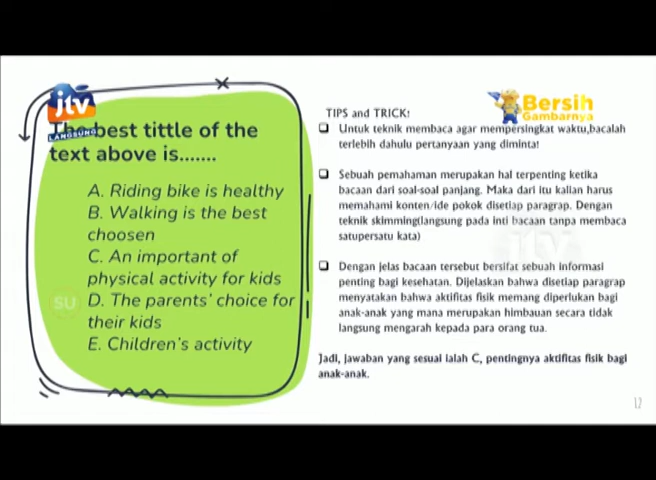 jtv
LANGSUNG
The best tittle of the
text above is.......
A. Riding bike is healthy
B. Walking is the best
choosen
C. An important of
physical activity for kids
D. The parents' choice for
their kids
E. Children's activity
SU
Bersih
Gambarnya
TIPS and TRICK:
Untuk teknik membaca agar mempersingkat waktu,bacalah
terlebih dahulu pertanyaan yang diminta!
Sebuah pemahaman merupakan hal terpenting ketika
bacaan dari soal-soal panjang. Maka dari itu kalian harus
memahami konten/ide pokok disetiap paragrap. Dengan
teknik skimming(langsung pada inti bacaan tanpa membaca
satupersatu kata)
jtv
Dengan jelas bacaan tersebut bersifat sebuah informasi
penting bagi kesehatan. Dijelaskan bahwa disetiap paragrap
menyatakan bahwa aktifitas fisik memang diperlukan bagi
anak-anak yang mana merupakan himbauan secara tidak
langsung mengarah kepada para orang tua.
Jadi, jawaban yang sesuai ialah C, pentingnya aktifitas fisik bagi
anak-anak.
12